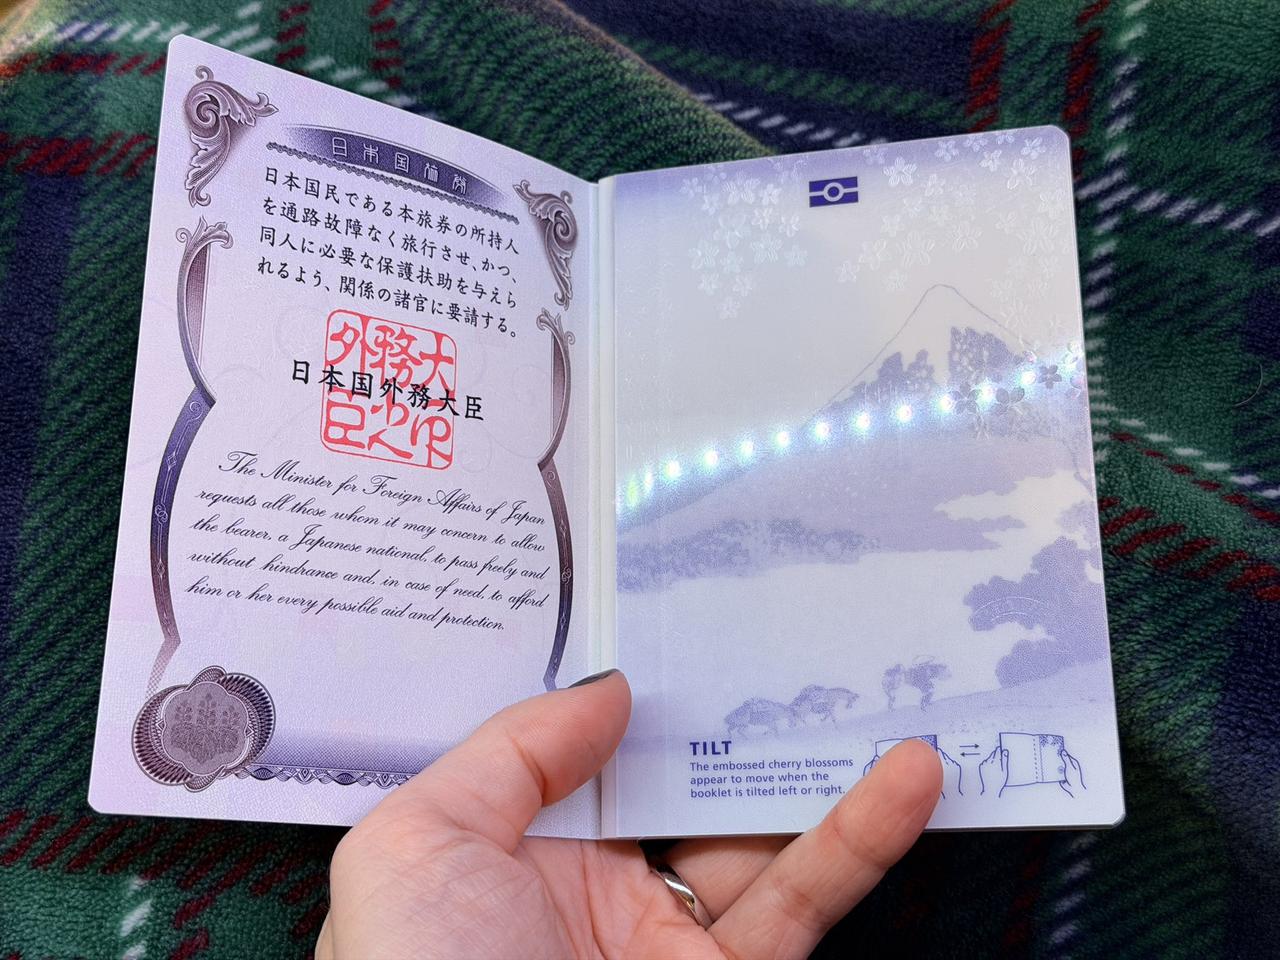 日本国旅券
日本国民である本旅券の所持人
を通路故障なく旅行させ、かつ、
同人に必要な保護扶助を与えら
れるよう、関係の諸官に要請する。
日本国外務大臣
外務大臣之印
The Minister for Foreign Affairs of Japan
requests all those whom it may concern to allow
the bearer, a Japanese national, to pass freely and
without hindrance and, in case of need, to afford
him or her every possible aid and protection.
TILT
The embossed cherry blossoms
appear to move when the
booklet is tilted left or right.